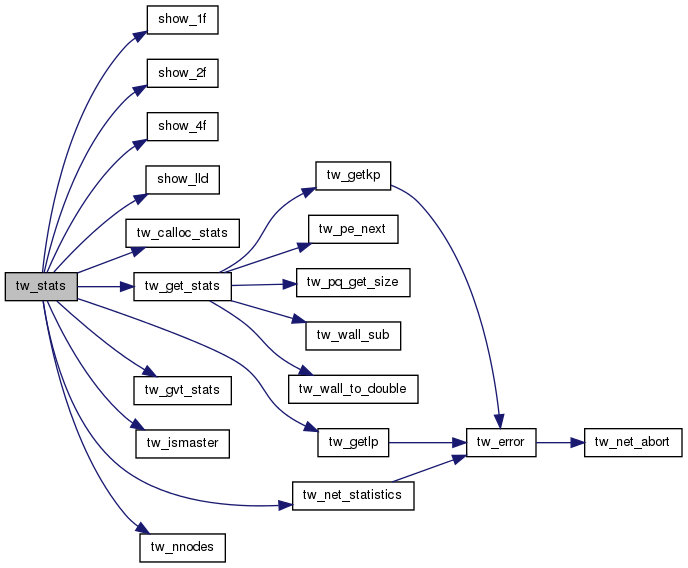 show_1f
show_2f
tw_getkp
show_4f
show_lld
tw_pe_next
tw_calloc_stats
tw_stats
tw_get_stats
tw_pq_get_size
tw_wall_sub
tw_gvt_stats
tw_wall_to_double
tw_ismaster
tw_getlp
tw_error
tw_net_abort
tw_net_statistics
tw_nnodes